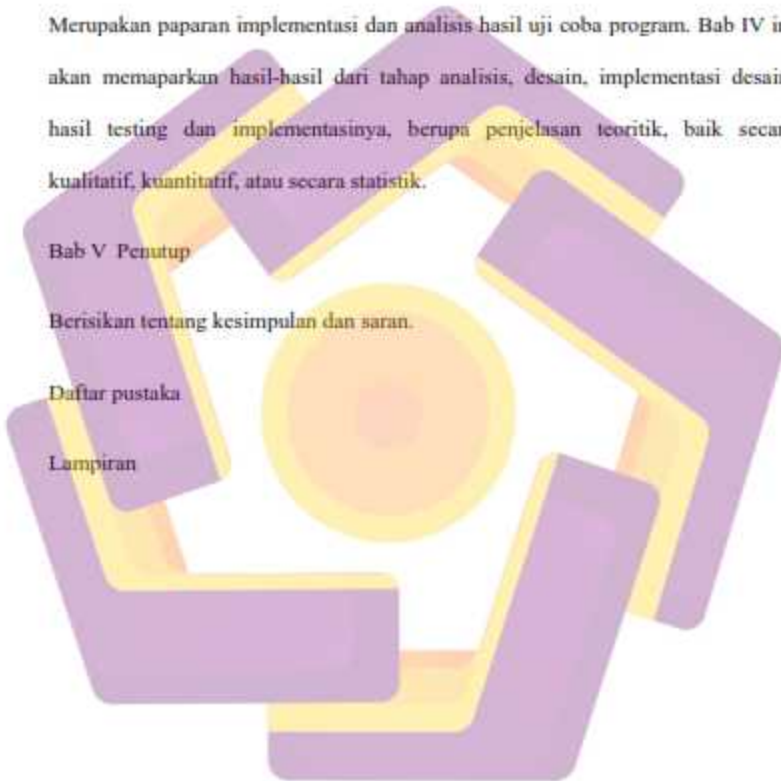 Merupakan paparan implementasi dan analisis hasil uji coba program. Bab IV in
akan memaparkan hasil-hasil dari tahap analisis, desain, implementasi desain
hasil testing dan implementasinya, berupa penjelasan teoritik, baik secar
kualitatif, kuantitatif, atau secara statistik.
Bab V Penutup
Berisikan tentang kesimpulan dan saran.
Daftar pustaka
Lampiran